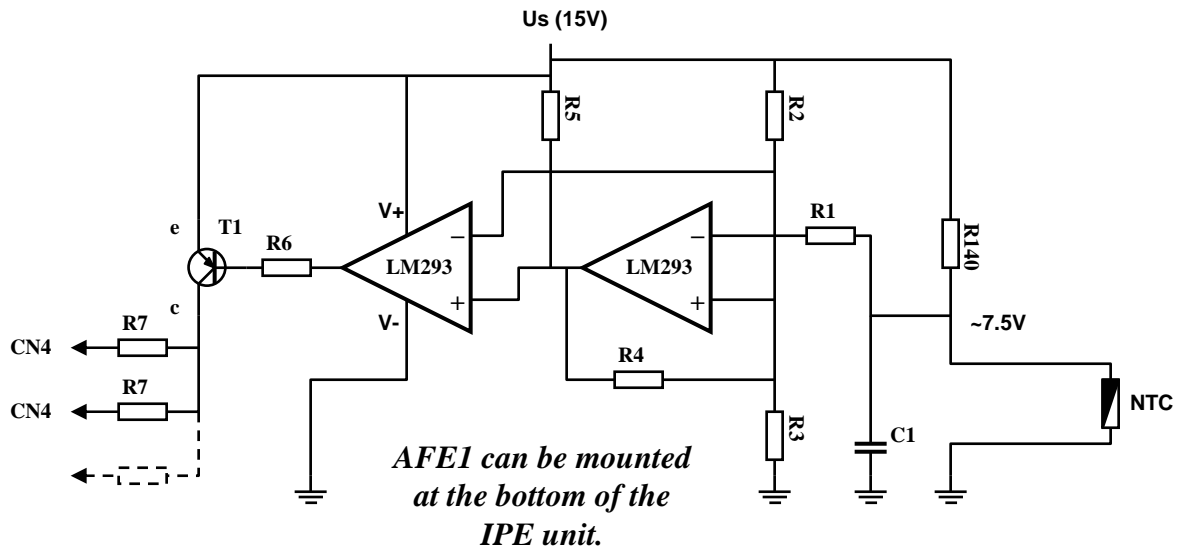 Us (15V)
R5
R2
e
T1
V+
R1
R6
LM293
−
+
LM293
−
+
R140
c
V-
~7.5V
R7
CN4
R4
R7
CN4
NTC
R3
C1
AFE1 can be mounted
at the bottom of the
IPE unit.